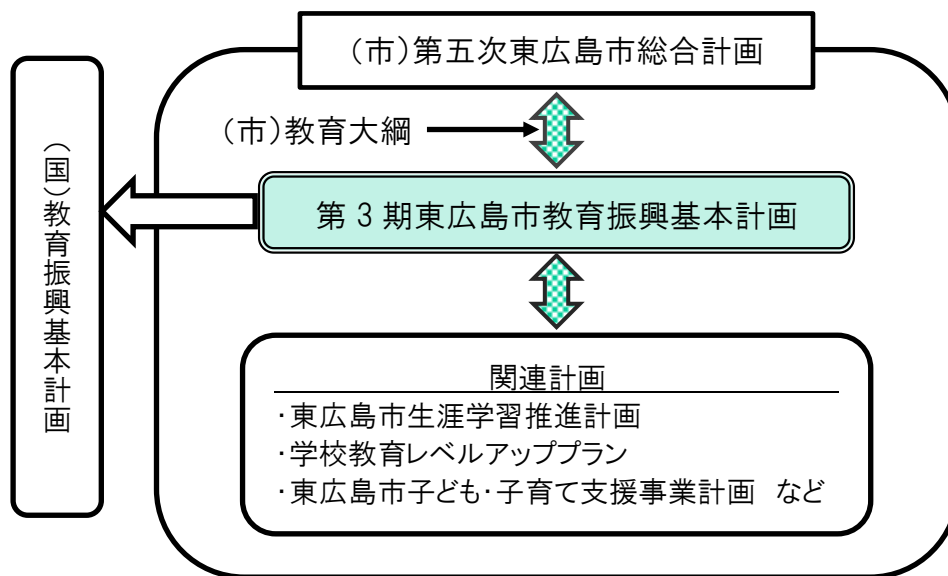 (市)第五次東広島市総合計画
(市)教育大綱
(国)教育振興基本計画
第3期東広島市教育振興基本計画
関連計画
・東広島市生涯学習推進計画
・学校教育レベルアッププラン
・東広島市子ども・子育て支援事業計画 など